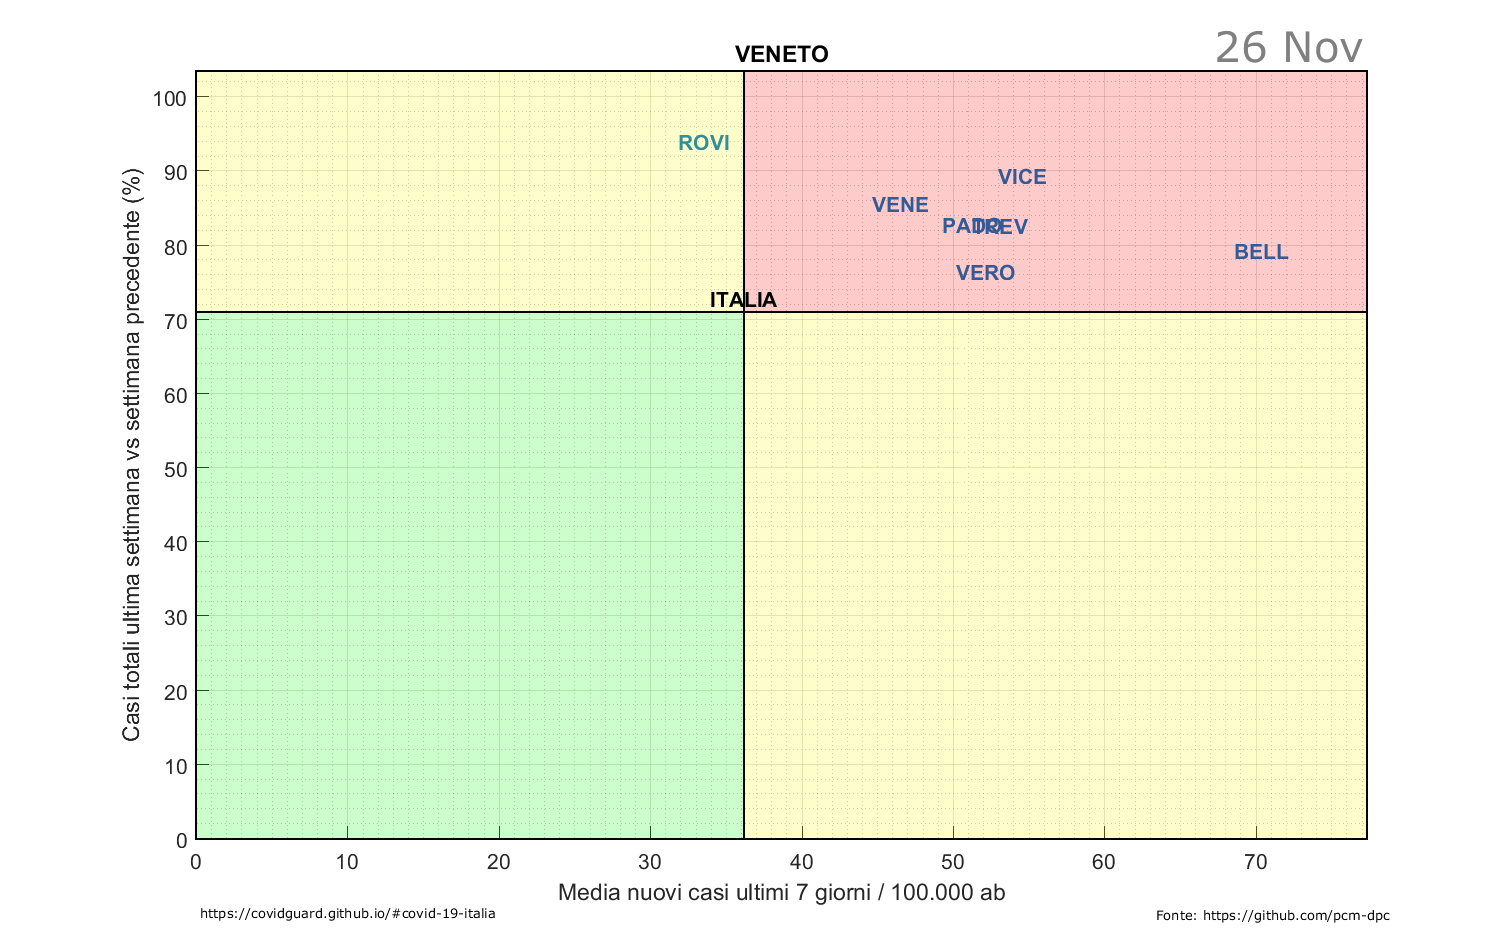 VENETO
26 Nov
Casi totali ultima settimana vs settimana precedente (%)
100
90
80
70
60
50
40
30
20
10
0
ROVI
VICE
VENE
PADO
TREV
BELL
VERO
ITALIA
0 10 20 30 40 50 60 70
Media nuovi casi ultimi 7 giorni / 100.000 ab
https://covidguard.github.io/#covid-19-italia
Fonte: https://github.com/pcm-dpc